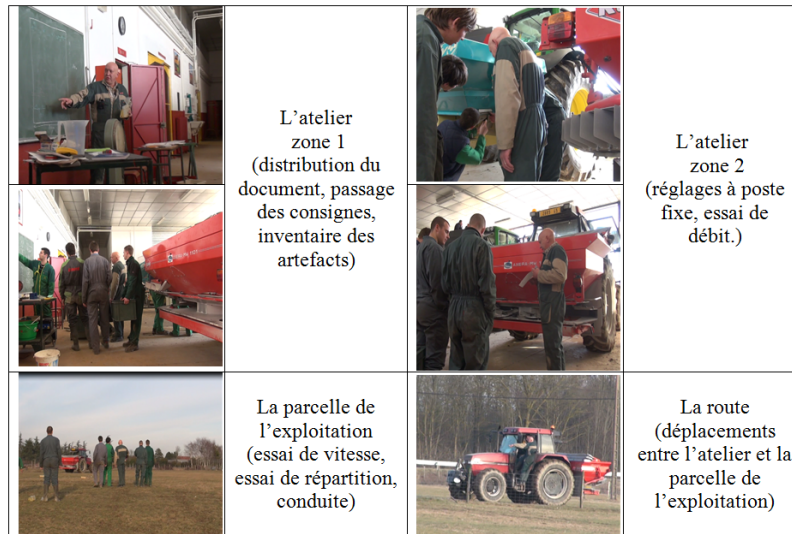 L'atelier
zone 1
(distribution du
document, passage
des consignes,
inventaire des
artefacts)
L'atelier
zone 2
(réglages à poste
fixe, essai de
débit.)
La parcelle de
l'exploitation
(essai de vitesse,
essai de répartition,
conduite)
La route
(déplacements
entre l'atelier et la
parcelle de
l'exploitation)